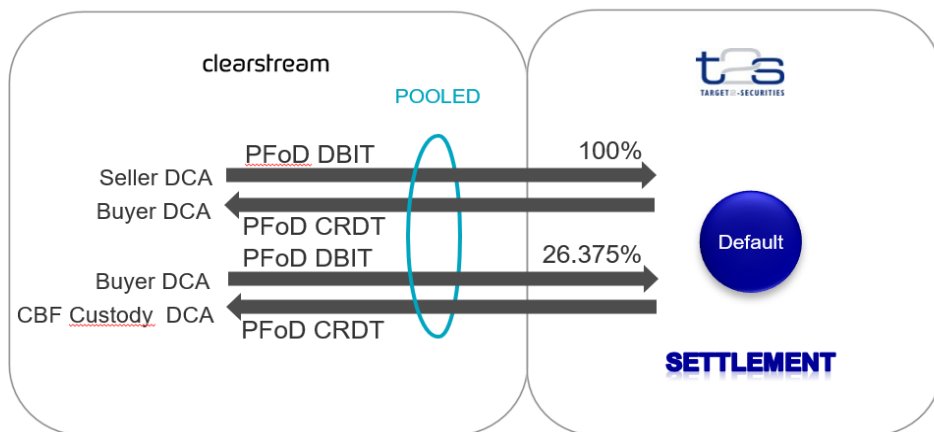 clearstream
t2s
TARGET2-SECURITIES
POOLED
PFoD DBIT
100%
Seller DCA
Buyer DCA
PFoD CRDT
PFoD DBIT
26.375%
Default
Buyer DCA
CBF Custody DCA
PFoD CRDT
SETTLEMENT